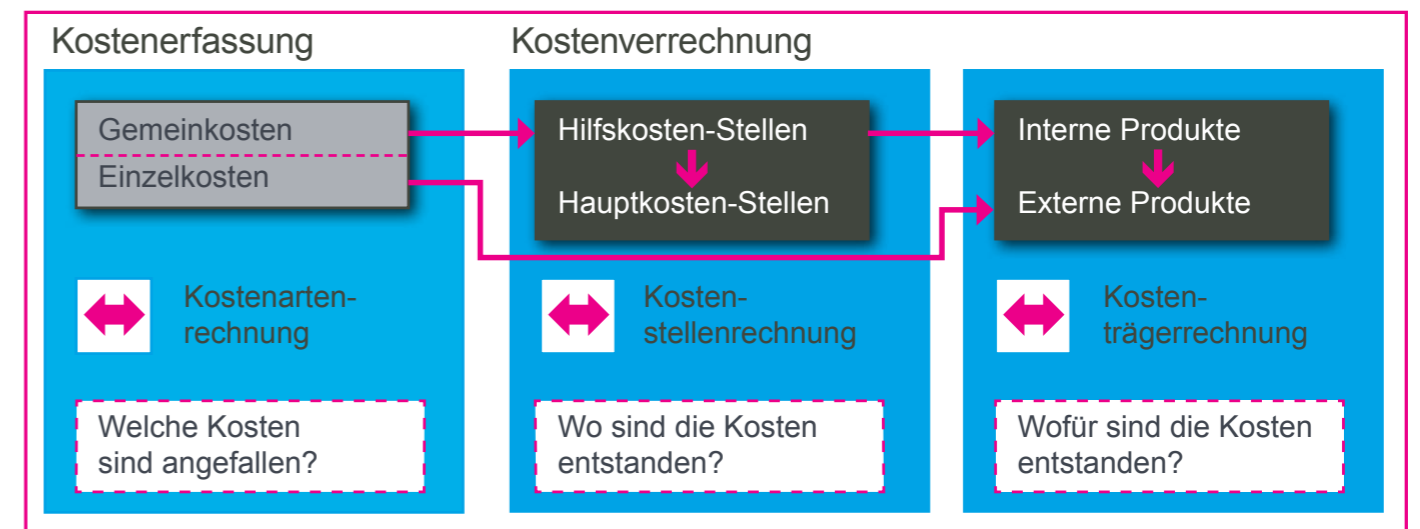 Kostenerfassung
Kostenverrechnung
Gemeinkosten
Einzelkosten
Kostenarten-
rechnung
Welche Kosten
sind angefallen?
Hilfskosten-Stellen
Hauptkosten-Stellen
Kosten-
stellenrechnung
Wo sind die Kosten
entstanden?
Interne Produkte
Externe Produkte
Kosten-
trägerrechnung
Wofür sind die Kosten
entstanden?